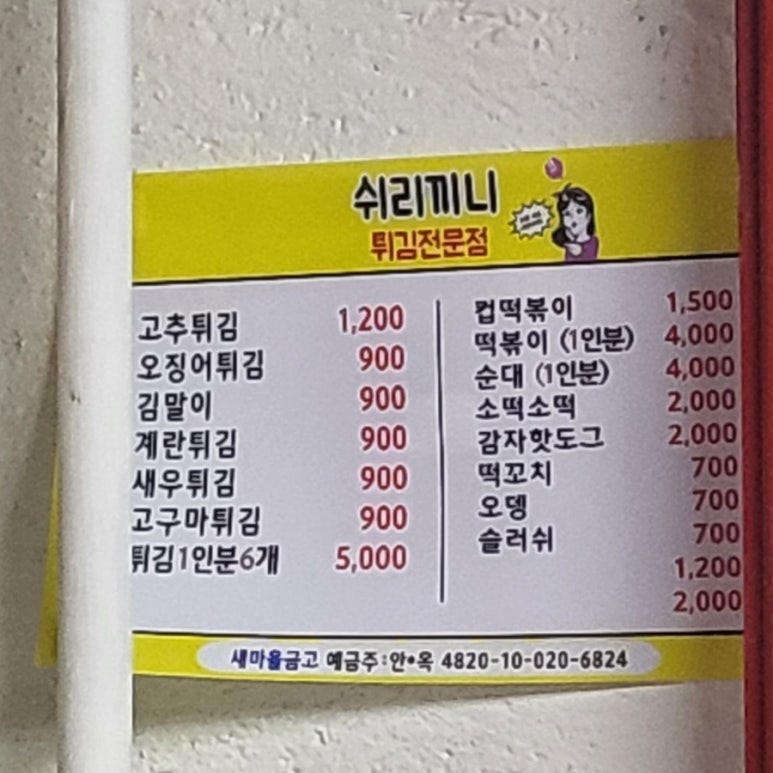 쉬리끼니
튀김전문점
고추튀김 1,200
오징어튀김 900
김말이 900
계란튀김 900
새우튀김 900
고구마튀김 900
튀김1인분6개 5,000
컵떡볶이 1,500
떡볶이 (1인분) 4,000
순대 (1인분) 4,000
소떡소떡 2,000
감자핫도그 2,000
떡꼬치 700
오뎅 700
슬러쉬 700
1,200
2,000
새마을금고 예금주:안*옥 4820-10-020-6824